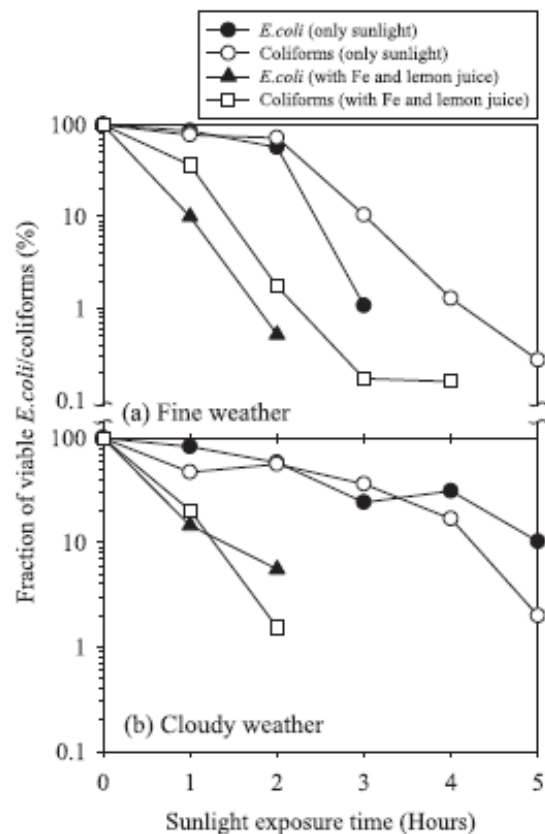 E.coli (only sunlight)
Coliforms (only sunlight)
E.coli (with Fe and lemon juice)
Coliforms (with Fe and lemon juice)
Fraction of viable E.coli/coliforms (%)
100
10
1
0.1
(a) Fine weather
100
10
1
0.1
(b) Cloudy weather
0 1 2 3 4 5
Sunlight exposure time (Hours)